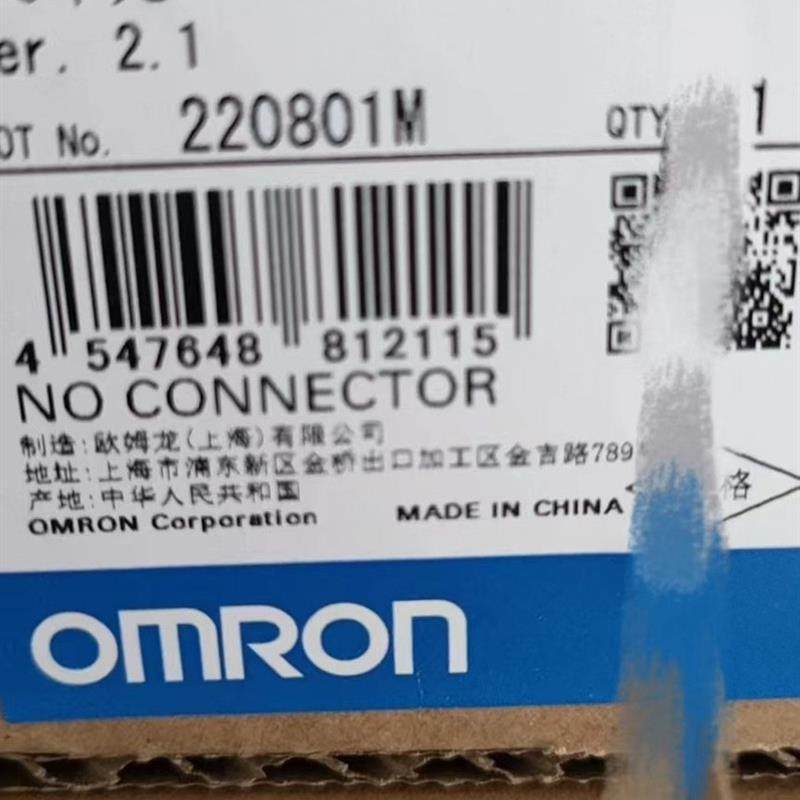 er. 2.1
OT No. 220801M QTY 1
4 547648 812115
NO CONNECTOR
制造:欧姆龙(上海)有限公司
地址:上海市浦东新区金桥出口加工区金吉路789
产地:中华人民共和国
OMRON Corporation MADE IN CHINA
格
OMRON